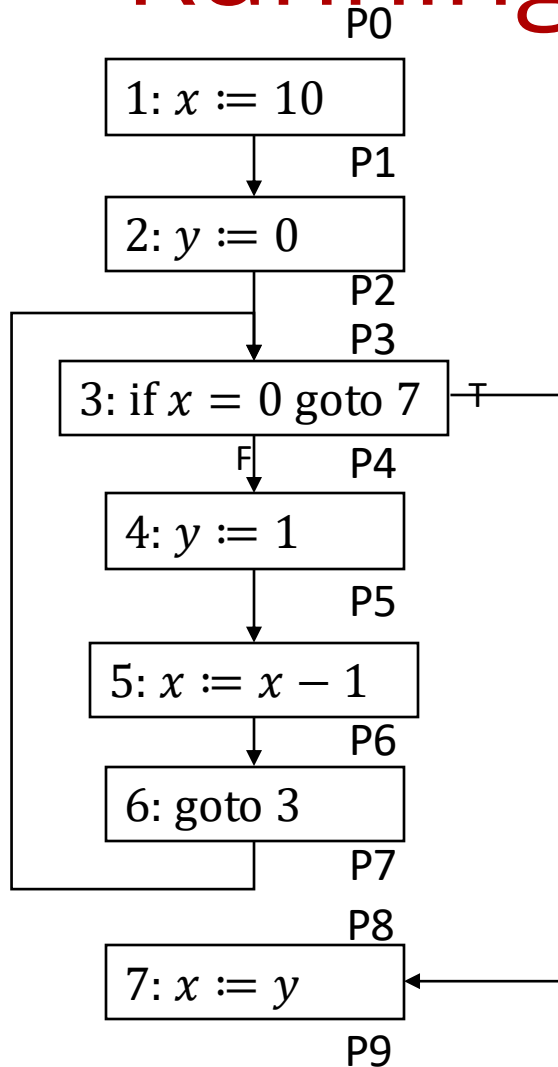 P0
1: x := 10
P1
2: y := 0
P2
P3
3: if x = 0 goto 7
T
F
P4
4: y := 1
P5
5: x := x − 1
P6
6: goto 3
P7
P8
7: x := y
P9